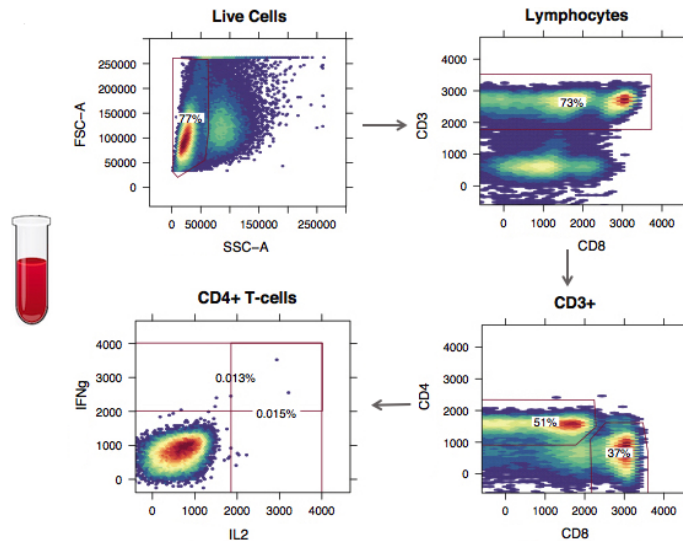 Live Cells
FSC-A
250000
200000
150000
100000
50000
0
77%
0 50000 150000 250000
SSC-A
Lymphocytes
CD3
4000
3000
2000
1000
0
73%
0 1000 2000 3000 4000
CD8
CD4+ T-cells
IFNg
4000
3000
2000
1000
0
0.013%
0.015%
0 1000 2000 3000 4000
IL2
CD3+
CD4
4000
3000
2000
1000
0
51%
37%
0 1000 2000 3000 4000
CD8